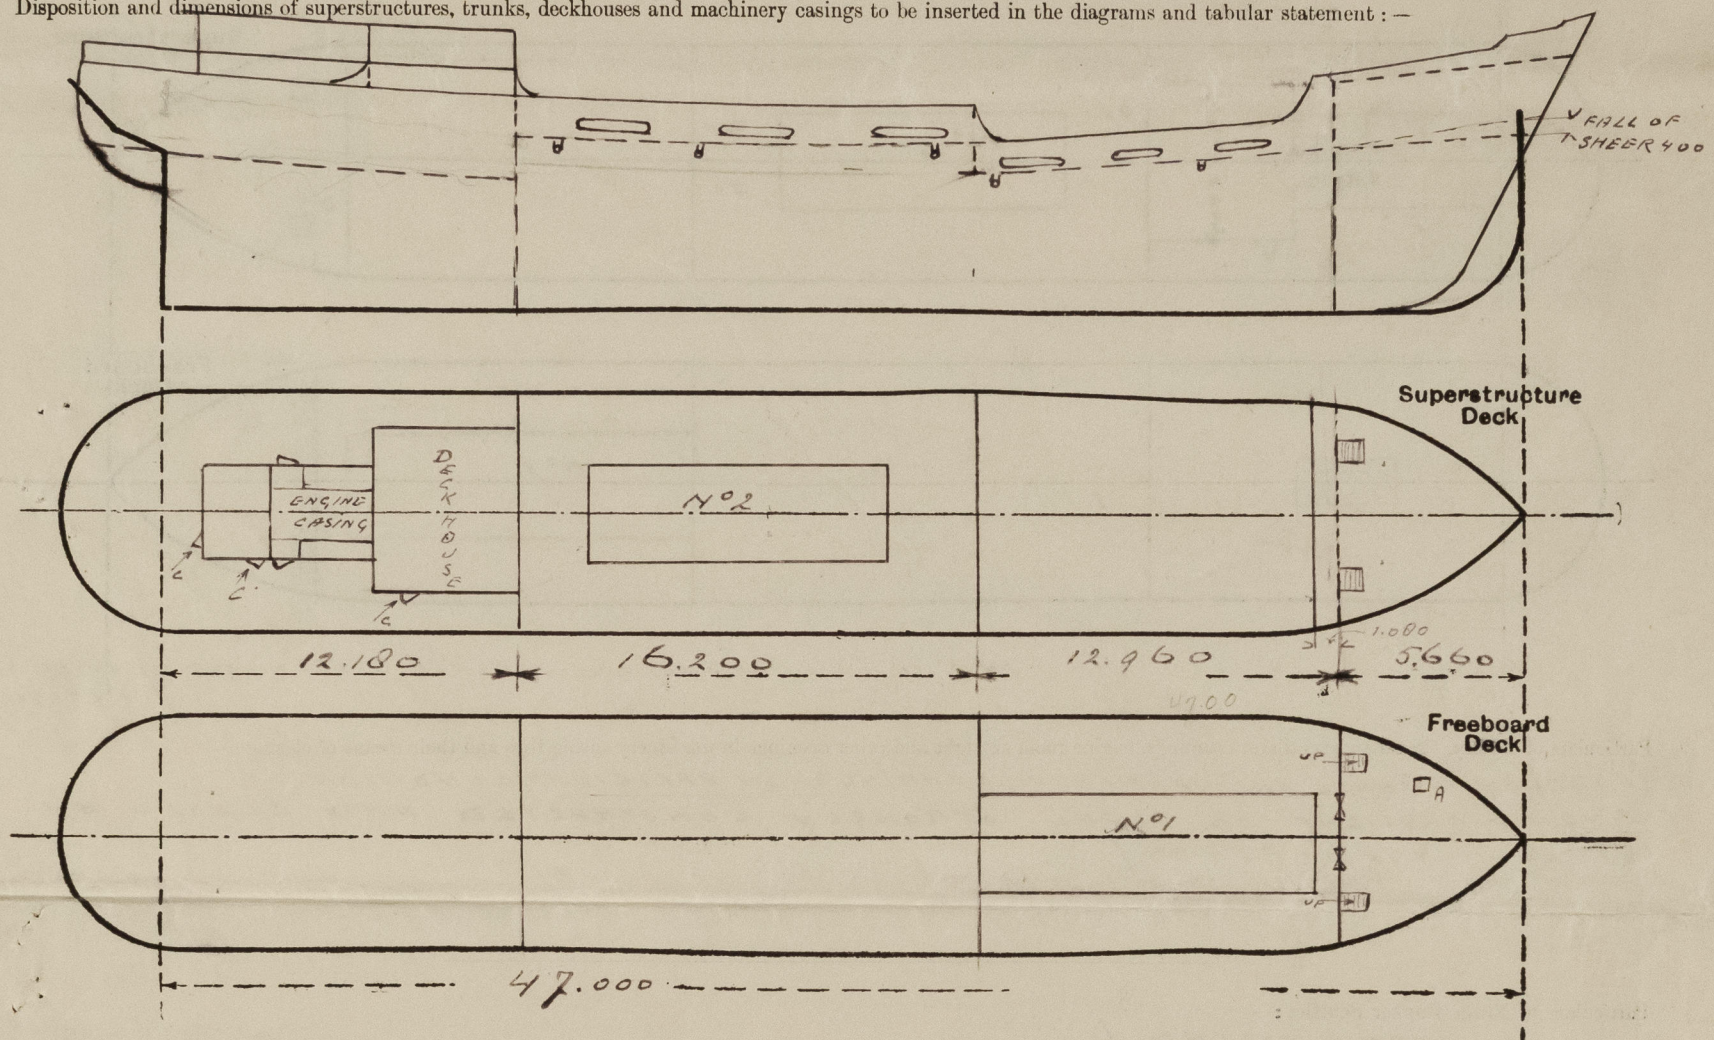 Disposition and dimensions of superstructures, trunks, deckhouses and machinery casings to be inserted in the diagrams and tabular statement : —
FALL OF
SHEER 400
Superstructure
Deck
DECKHOUSE
ENGINE
CASING
Nº2
C
C
C
1.080
12.180
16.200
12.960
5.660
47.00
Freeboard
Deck
UP
A
Nº1
UP
47.000